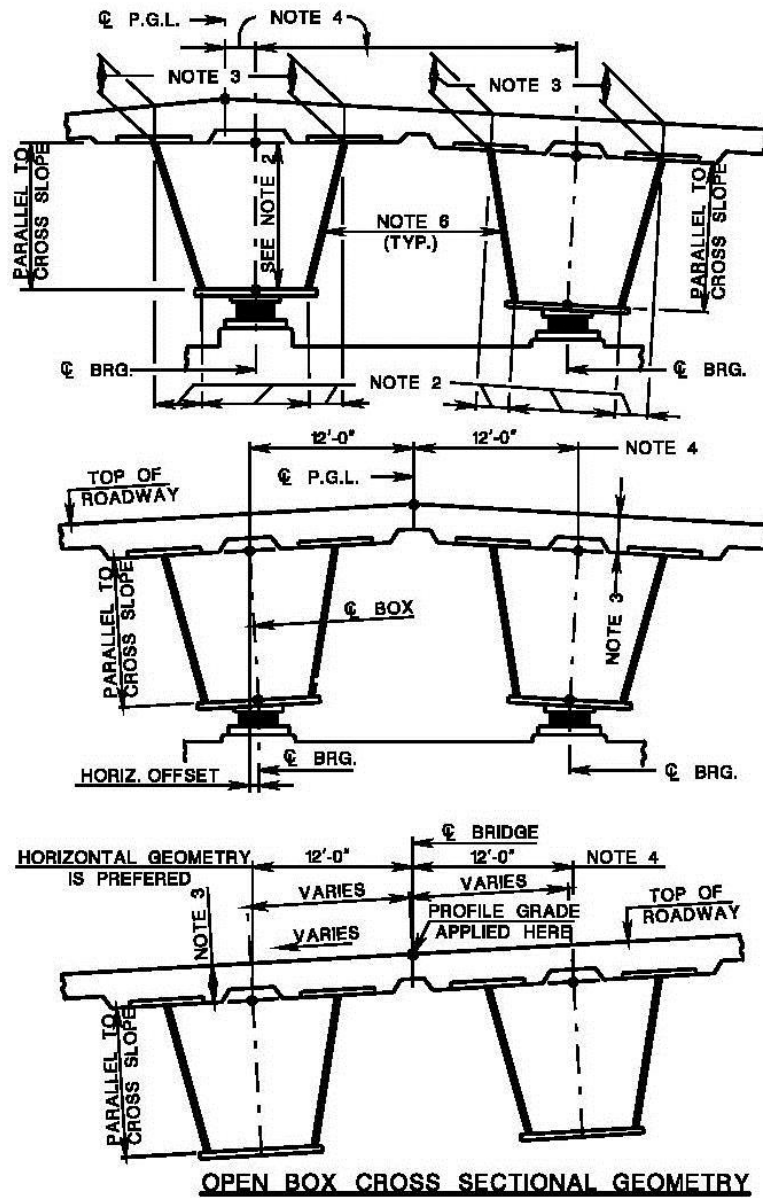 ℄ P.G.L.
NOTE 4
NOTE 3
NOTE 3
PARALLEL TO
CROSS SLOPE
SEE NOTE 2
NOTE 6
(TYP.)
PARALLEL TO
CROSS SLOPE
℄ BRG.
NOTE 2
℄ BRG.
12'-0"
12'-0"
NOTE 4
℄ P.G.L.
TOP OF
ROADWAY
PARALLEL TO
CROSS SLOPE
℄ BOX
NOTE 3
℄ BRG.
℄ BRG.
HORIZ. OFFSET
℄ BRIDGE
HORIZONTAL GEOMETRY
IS PREFERED
12'-0"
12'-0"
NOTE 4
VARIES
VARIES
NOTE 3
VARIES
PROFILE GRADE
APPLIED HERE
TOP OF
ROADWAY
PARALLEL TO
CROSS SLOPE
OPEN BOX CROSS SECTIONAL GEOMETRY